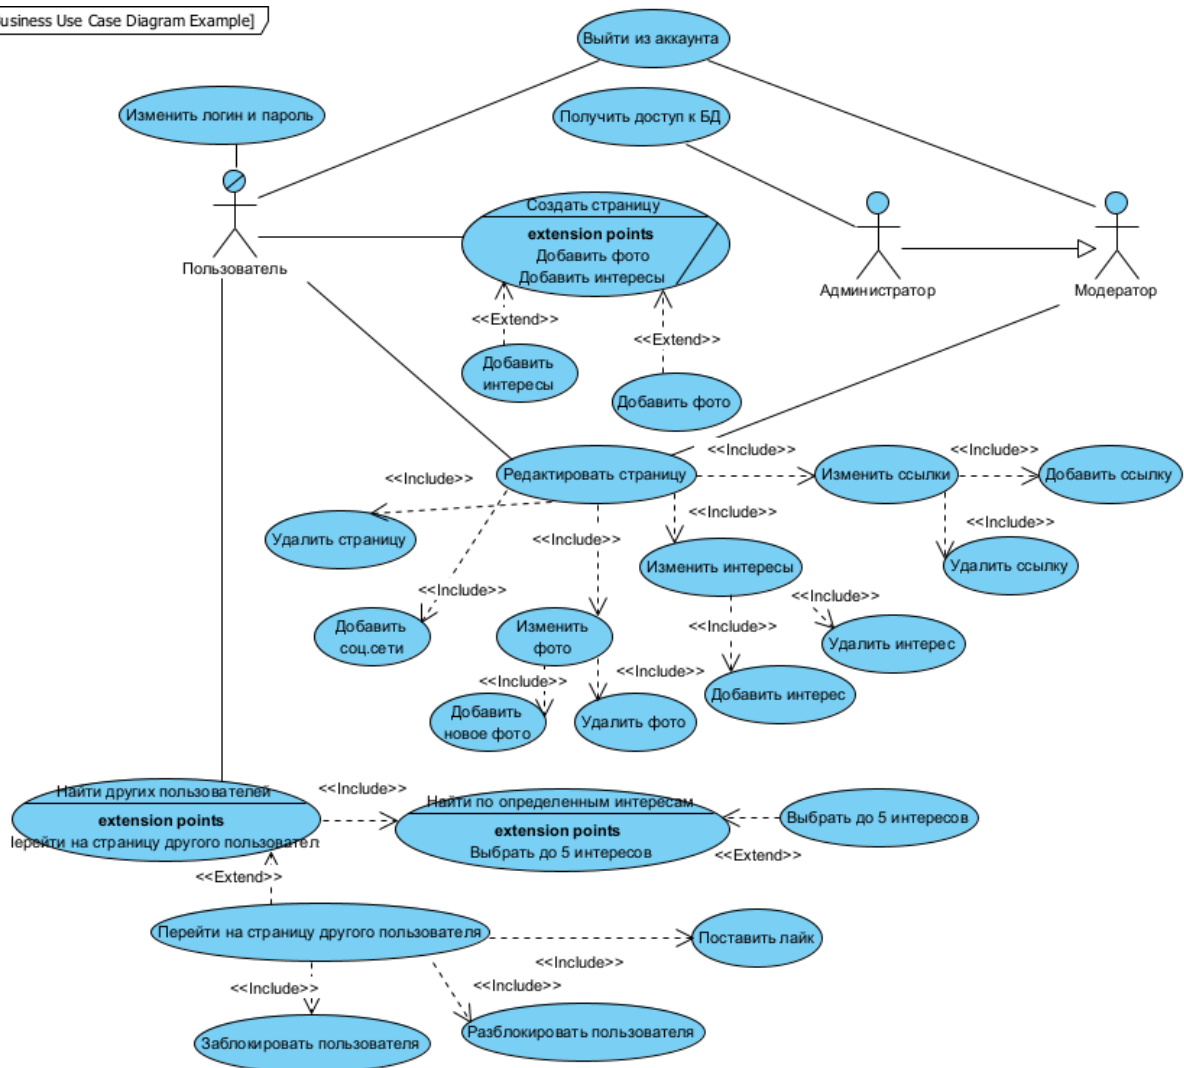 usiness Use Case Diagram Example]
Выйти из аккаунта
Изменить логин и пароль
Получить доступ к БД
Пользователь
Создать страницу
extension points
Добавить фото
Добавить интересы
Администратор
Модератор
<<Extend>>
<<Extend>>
Добавить
интересы
Добавить фото
<<Include>>
<<Include>>
<<Include>>
Редактировать страницу
Изменить ссылки
Добавить ссылку
<<Include>>
<<Include>>
<<Include>>
Удалить страницу
Изменить интересы
Удалить ссылку
<<Include>>
<<Include>>
Добавить
соц.сети
Изменить
фото
<<Include>>
Удалить интерес
<<Include>>
<<Include>>
Добавить интерес
Добавить
новое фото
Удалить фото
Найти других пользователей
extension points
Перейти на страницу другого пользовател
<<Include>>
Найти по определенным интересам
extension points
Выбрать до 5 интересов
Выбрать до 5 интересов
<<Extend>>
<<Extend>>
Перейти на страницу другого пользователя
Поставить лайк
<<Include>>
<<Include>>
<<Include>>
Заблокировать пользователя
Разблокировать пользователя